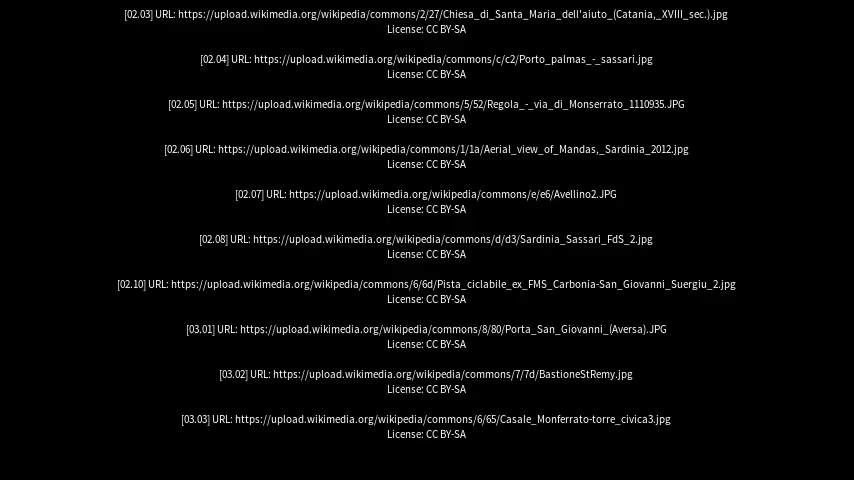 [02.03] URL: https://upload.wikimedia.org/wikipedia/commons/2/27/Chiesa_di_Santa_Maria_dell'aiuto_(Catania,_XVIII_sec.).jpg
License: CC BY-SA
[02.04] URL: https://upload.wikimedia.org/wikipedia/commons/c/c2/Porto_palmas_-_sassari.jpg
License: CC BY-SA
[02.05] URL: https://upload.wikimedia.org/wikipedia/commons/5/52/Regola_-_via_di_Monserrato_1110935.JPG
License: CC BY-SA
[02.06] URL: https://upload.wikimedia.org/wikipedia/commons/1/1a/Aerial_view_of_Mandas,_Sardinia_2012.jpg
License: CC BY-SA
[02.07] URL: https://upload.wikimedia.org/wikipedia/commons/e/e6/Avellino2.JPG
License: CC BY-SA
[02.08] URL: https://upload.wikimedia.org/wikipedia/commons/d/d3/Sardinia_Sassari_FdS_2.jpg
License: CC BY-SA
[02.10] URL: https://upload.wikimedia.org/wikipedia/commons/6/6d/Pista_ciclabile_ex_FMS_Carbonia-San_Giovanni_Suergiu_2.jpg
License: CC BY-SA
[03.01] URL: https://upload.wikimedia.org/wikipedia/commons/8/80/Porta_San_Giovanni_(Aversa).JPG
License: CC BY-SA
[03.02] URL: https://upload.wikimedia.org/wikipedia/commons/7/7d/BastioneStRemy.jpg
License: CC BY-SA
[03.03] URL: https://upload.wikimedia.org/wikipedia/commons/6/65/Casale_Monferrato-torre_civica3.jpg
License: CC BY-SA